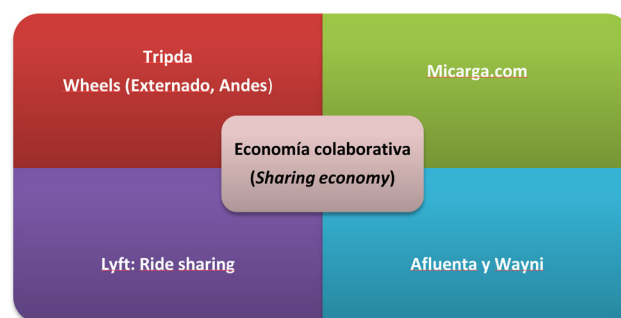 Tripda
Wheels (Externado, Andes)
Micarga.com
Economía colaborativa
(Sharing economy)
Lyft: Ride sharing
Afluenta y Wayni